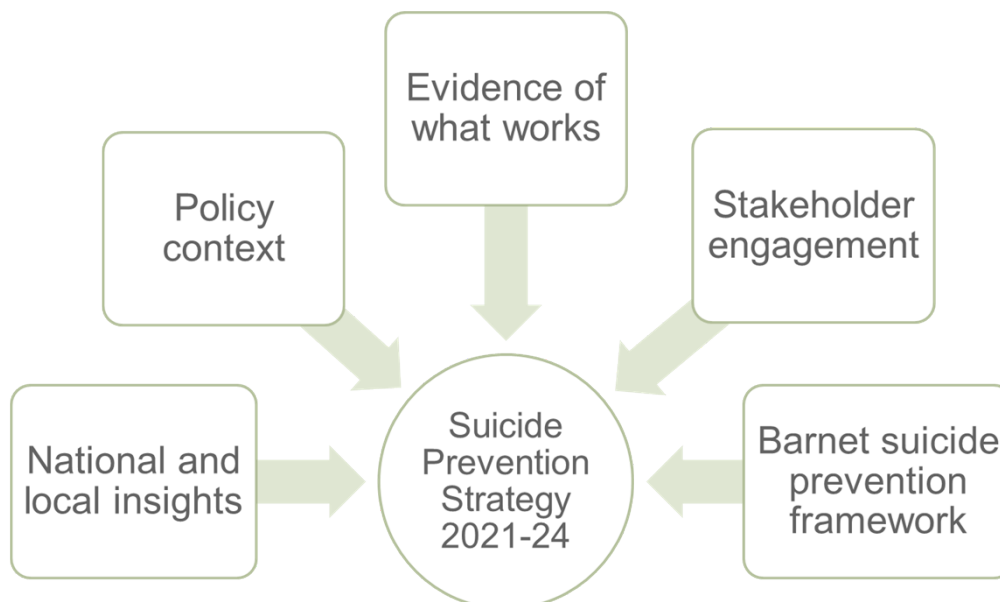 Evidence of
what works
Policy
context
Stakeholder
engagement
National and
local insights
Suicide
Prevention
Strategy
2021-24
Barnet suicide
prevention
framework